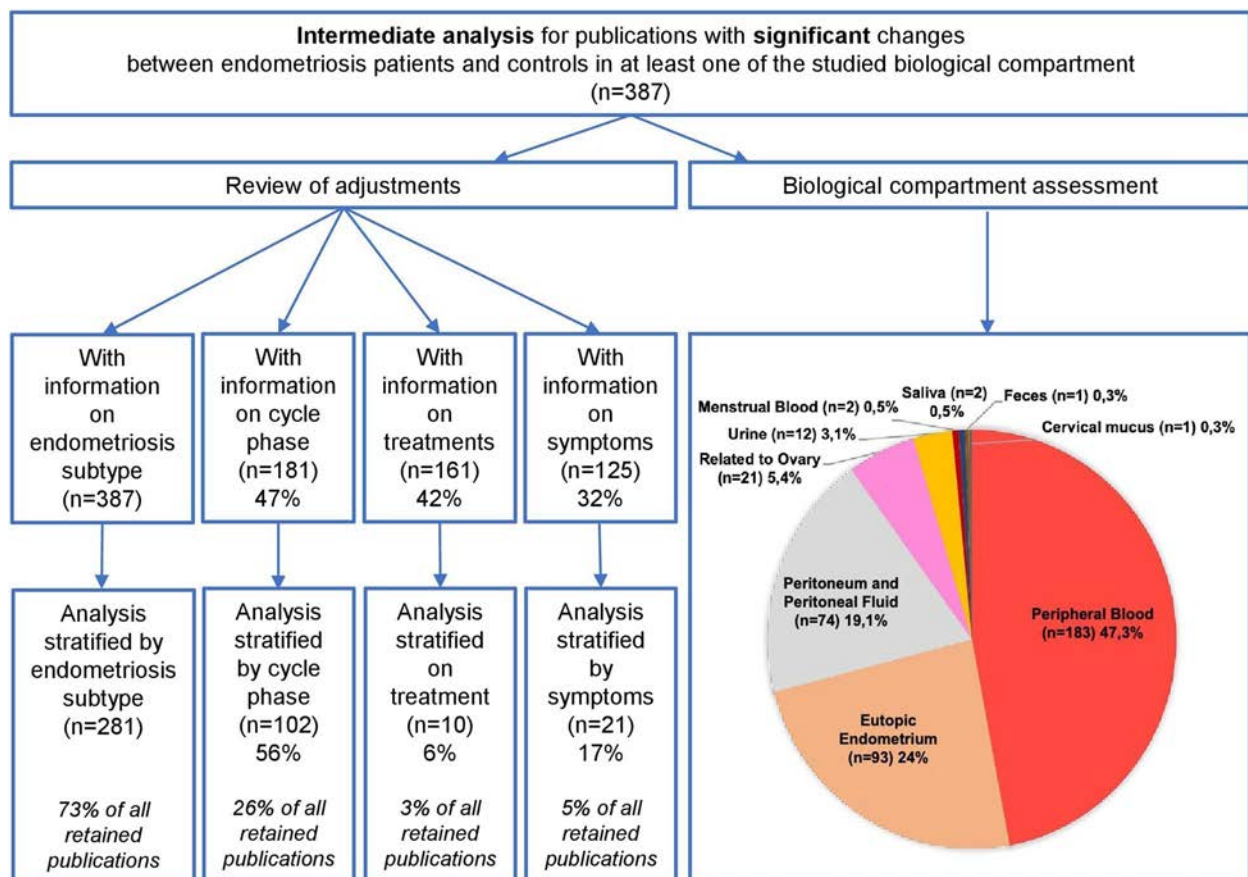 Intermediate analysis for publications with significant changes
between endometriosis patients and controls in at least one of the studied biological compartment
(n=387)
Review of adjustments
Biological compartment assessment
With
information
on
endometriosis
subtype
(n=387)
With
information
on cycle
phase
(n=181)
47%
With
information
on
treatments
(n=161)
42%
With
information
on
symptoms
(n=125)
32%
Analysis
stratified by
endometriosis
subtype
(n=281)
73% of all
retained
publications
Analysis
stratified
by cycle
phase
(n=102)
56%
26% of all
retained
publications
Analysis
stratified
on
treatment
(n=10)
6%
3% of all
retained
publications
Analysis
stratified
by
symptoms
(n=21)
17%
5% of all
retained
publications
Saliva (n=2)
0,5%
Feces (n=1) 0,3%
Menstrual Blood (n=2) 0,5%
Cervical mucus (n=1) 0,3%
Urine (n=12) 3,1%
Related to Ovary
(n=21) 5,4%
Peritoneum and
Peritoneal Fluid
(n=74) 19,1%
Peripheral Blood
(n=183) 47,3%
Eutopic
Endometrium
(n=93) 24%